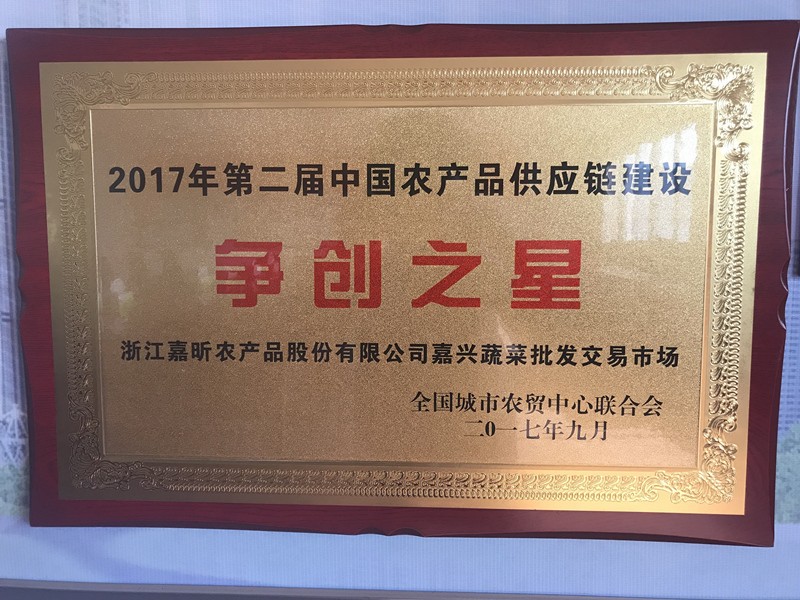 2017年第二届中国农产品供应链建设
争创之星
浙江嘉昕农产品股份有限公司嘉兴蔬菜批发交易市场
全国城市农贸中心联合会
二0一七年九月